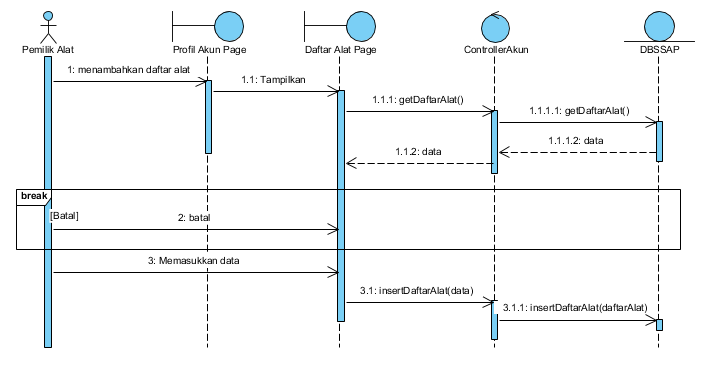 Pemilik Alat
Profil Akun Page
Daftar Alat Page
ControllerAkun
DBSSAP
1: menambahkan daftar alat
1.1: Tampilkan
1.1.1: getDaftarAlat()
1.1.1.1: getDaftarAlat()
1.1.1.2: data
1.1.2: data
break
[Batal]
2: batal
3: Memasukkan data
3.1: insertDaftarAlat(data)
3.1.1: insertDaftarAlat(daftarAlat)